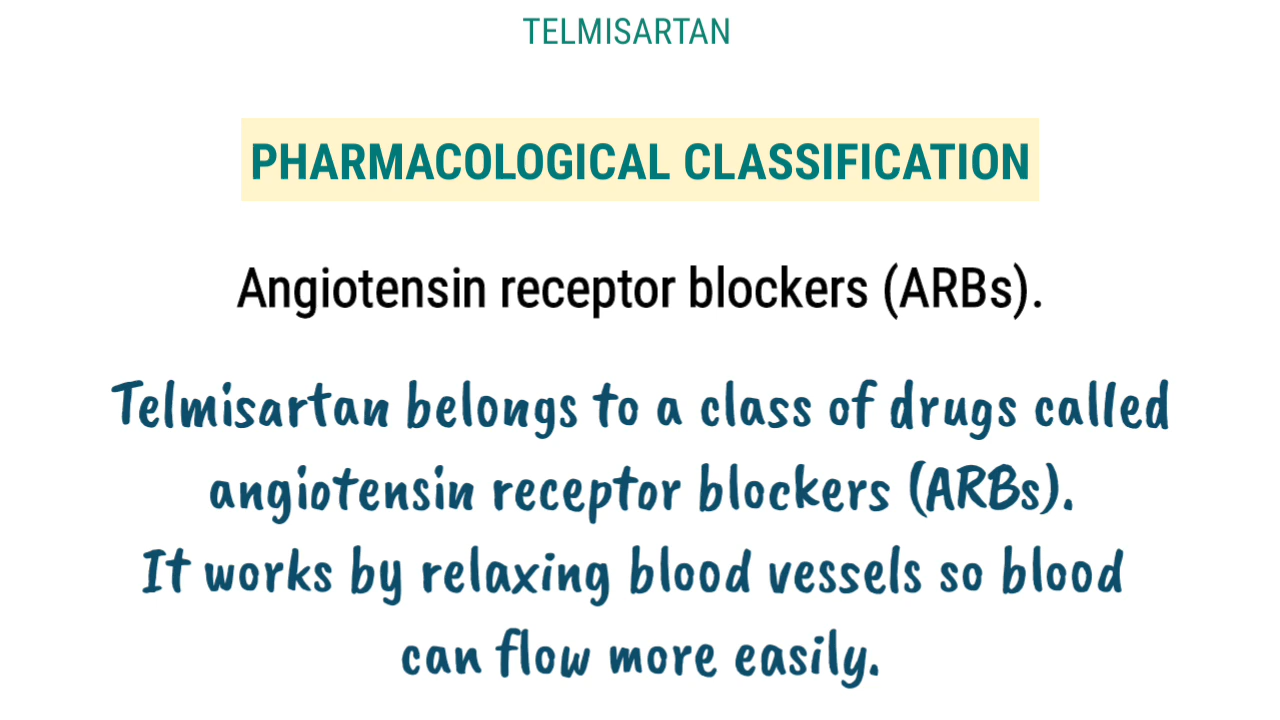 TELMISARTAN
PHARMACOLOGICAL CLASSIFICATION
Angiotensin receptor blockers (ARBs).
Telmisartan belongs to a class of drugs called
angiotensin receptor blockers (ARBs).
It works by relaxing blood vessels so blood
can flow more easily.